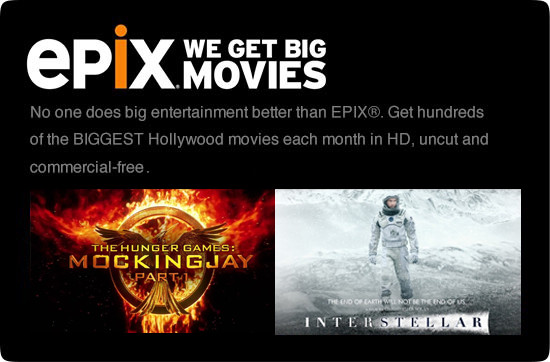 epix® WE GET BIG
MOVIES
No one does big entertainment better than EPIX®. Get hundreds
of the BIGGEST Hollywood movies each month in HD, uncut and
commercial-free.
THE HUNGER GAMES:
MOCKINGJAY
PART 1
THE END OF EARTH WILL NOT BE THE END OF US
INTERSTELLAR